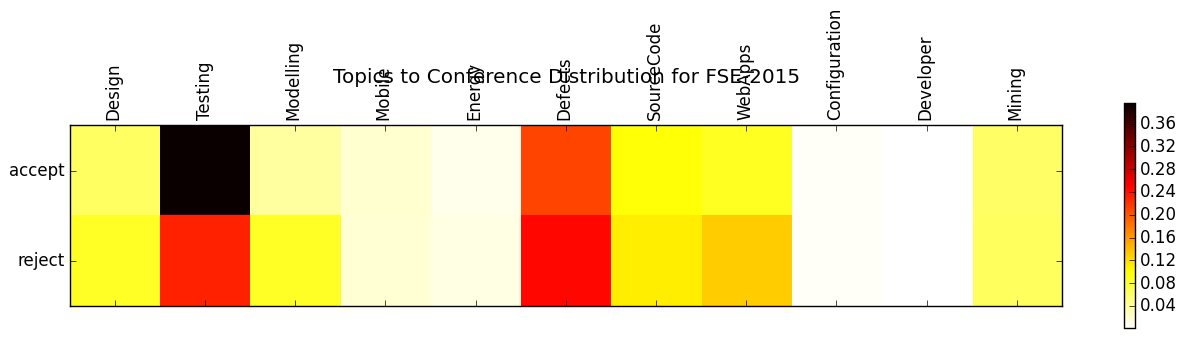 Topics to Conference Distribution for FSE 2015
Design
Testing
Modelling
Mobile
Energy
Defects
SourceCode
WebApps
Configuration
Developer
Mining
accept
reject
0.36
0.32
0.28
0.24
0.20
0.16
0.12
0.08
0.04